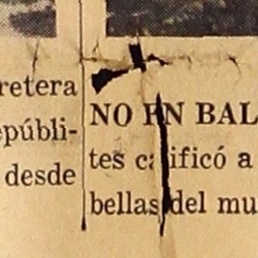 retera
epúbli-
desde
NO EN BAL
tes calificó a
bellas del mu